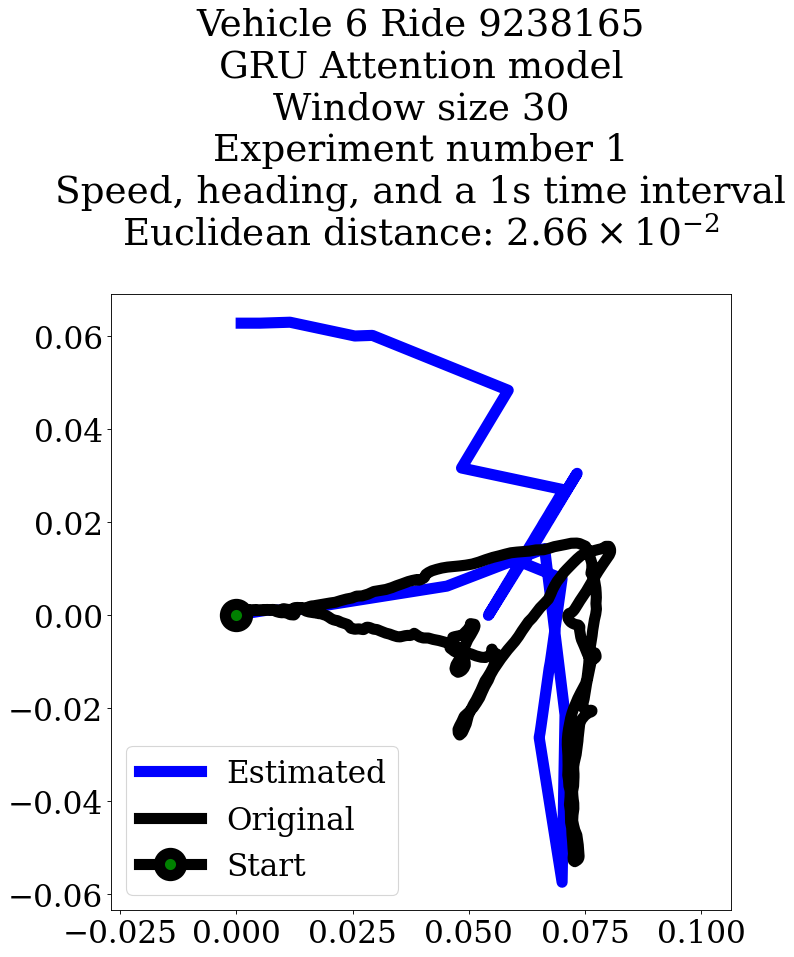 Vehicle 6 Ride 9238165
GRU Attention model
Window size 30
Experiment number 1
Speed, heading, and a 1s time interval
Euclidean distance: 2.66 × 10⁻²
0.06
0.04
0.02
0.00
−0.02
−0.04
−0.06
Estimated
Original
Start
−0.025 0.000 0.025 0.050 0.075 0.100